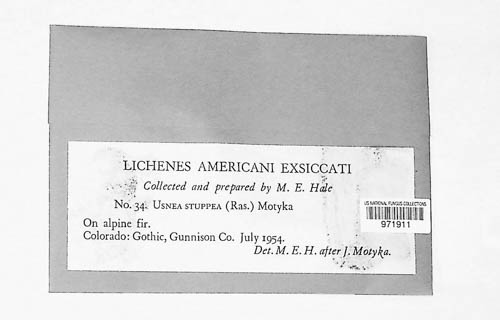 LICHENES AMERICANI EXSICCATI
Collected and prepared by M. E. Hale
No. 34. USNEA STUPPEA (Ras.) Motyka
On alpine fir.
Colorado: Gothic, Gunnison Co. July 1954.
Det. M. E. H. after J. Motyka.
US NATIONAL FUNGUS COLLECTIONS
971911